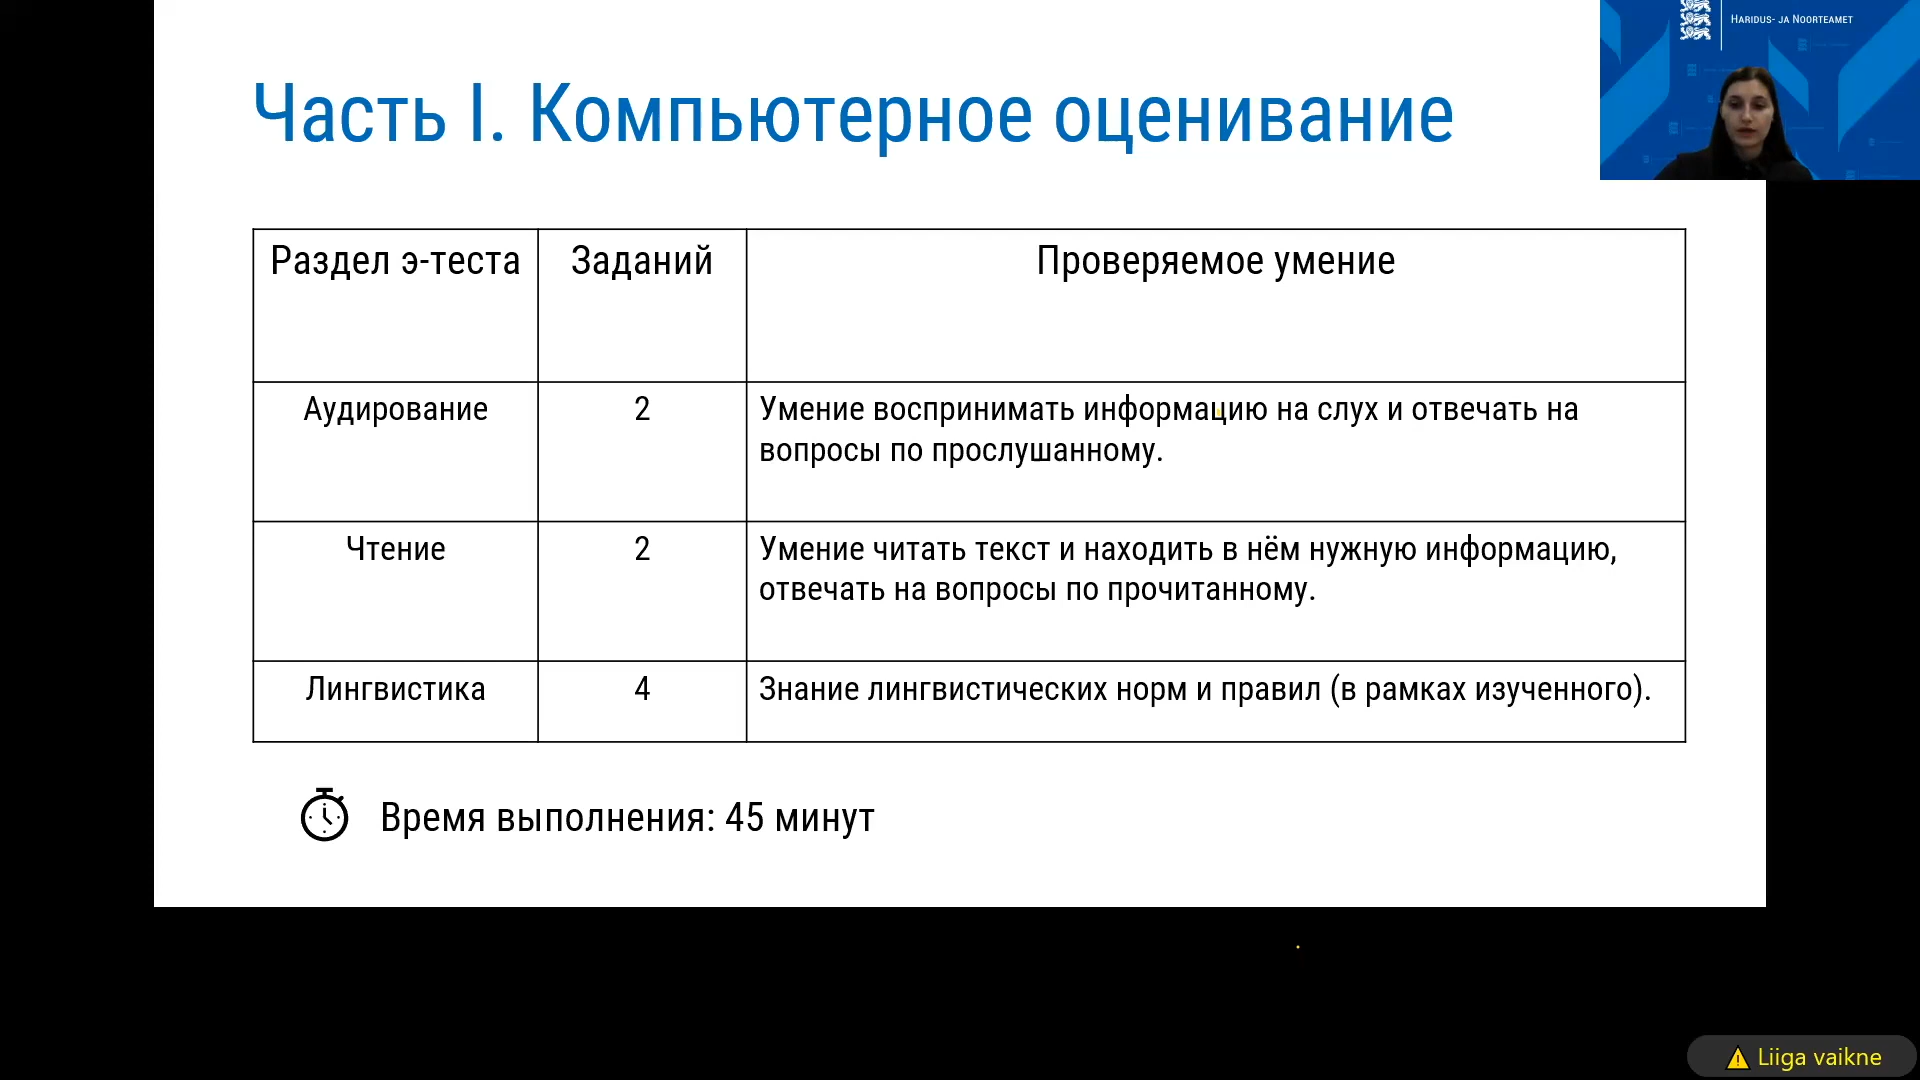 HARIDUS- JA NOORTEAMET
Часть I. Компьютерное оценивание
Раздел э-теста
Заданий
Проверяемое умение
Аудирование
2
Умение воспринимать информацию на слух и отвечать на
вопросы по прослушанному.
Чтение
2
Умение читать текст и находить в нём нужную информацию,
отвечать на вопросы по прочитанному.
Лингвистика
4
Знание лингвистических норм и правил (в рамках изученного).
Время выполнения: 45 минут
Liiga vaikne